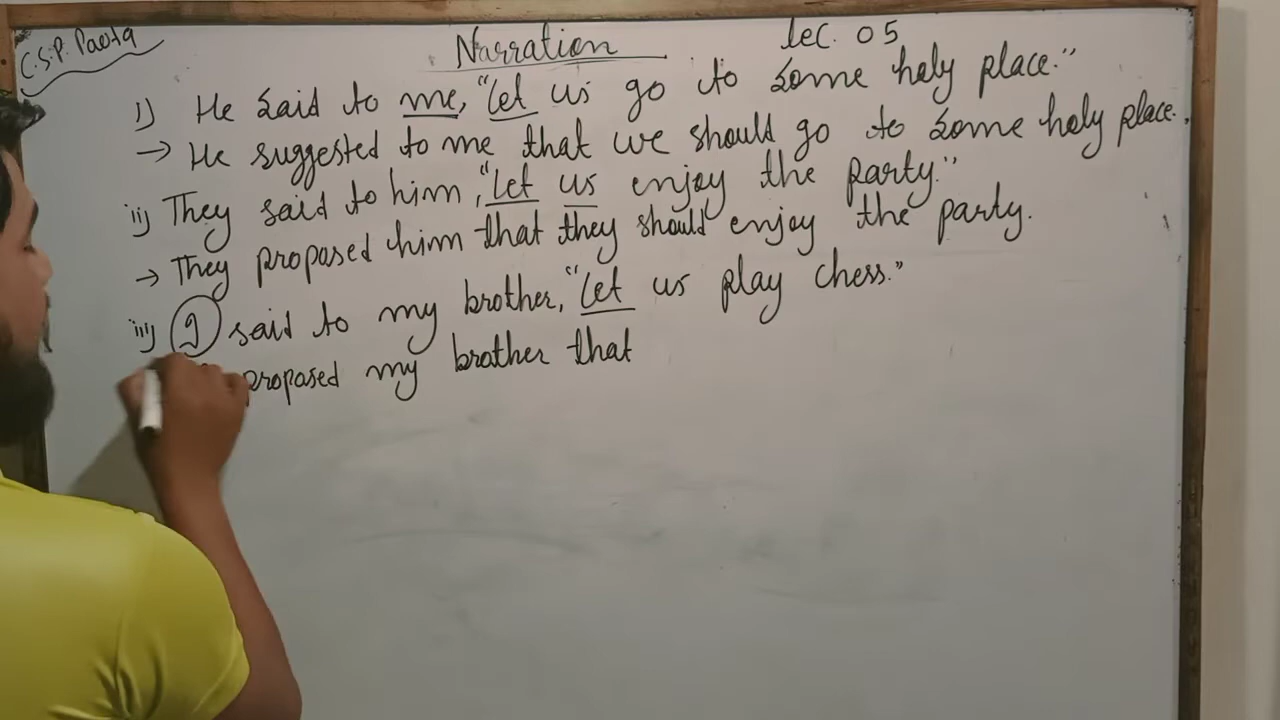 C.S.P. Paota
Narration
lec. 05
i) He said to me, "Let us go to some holy place."
→ He suggested to me that we should go to some holy place.
ii) They said to him, "Let us enjoy the party."
→ They proposed him that they should enjoy the party.
iii) I said to my brother, "Let us play chess."
proposed my brother that